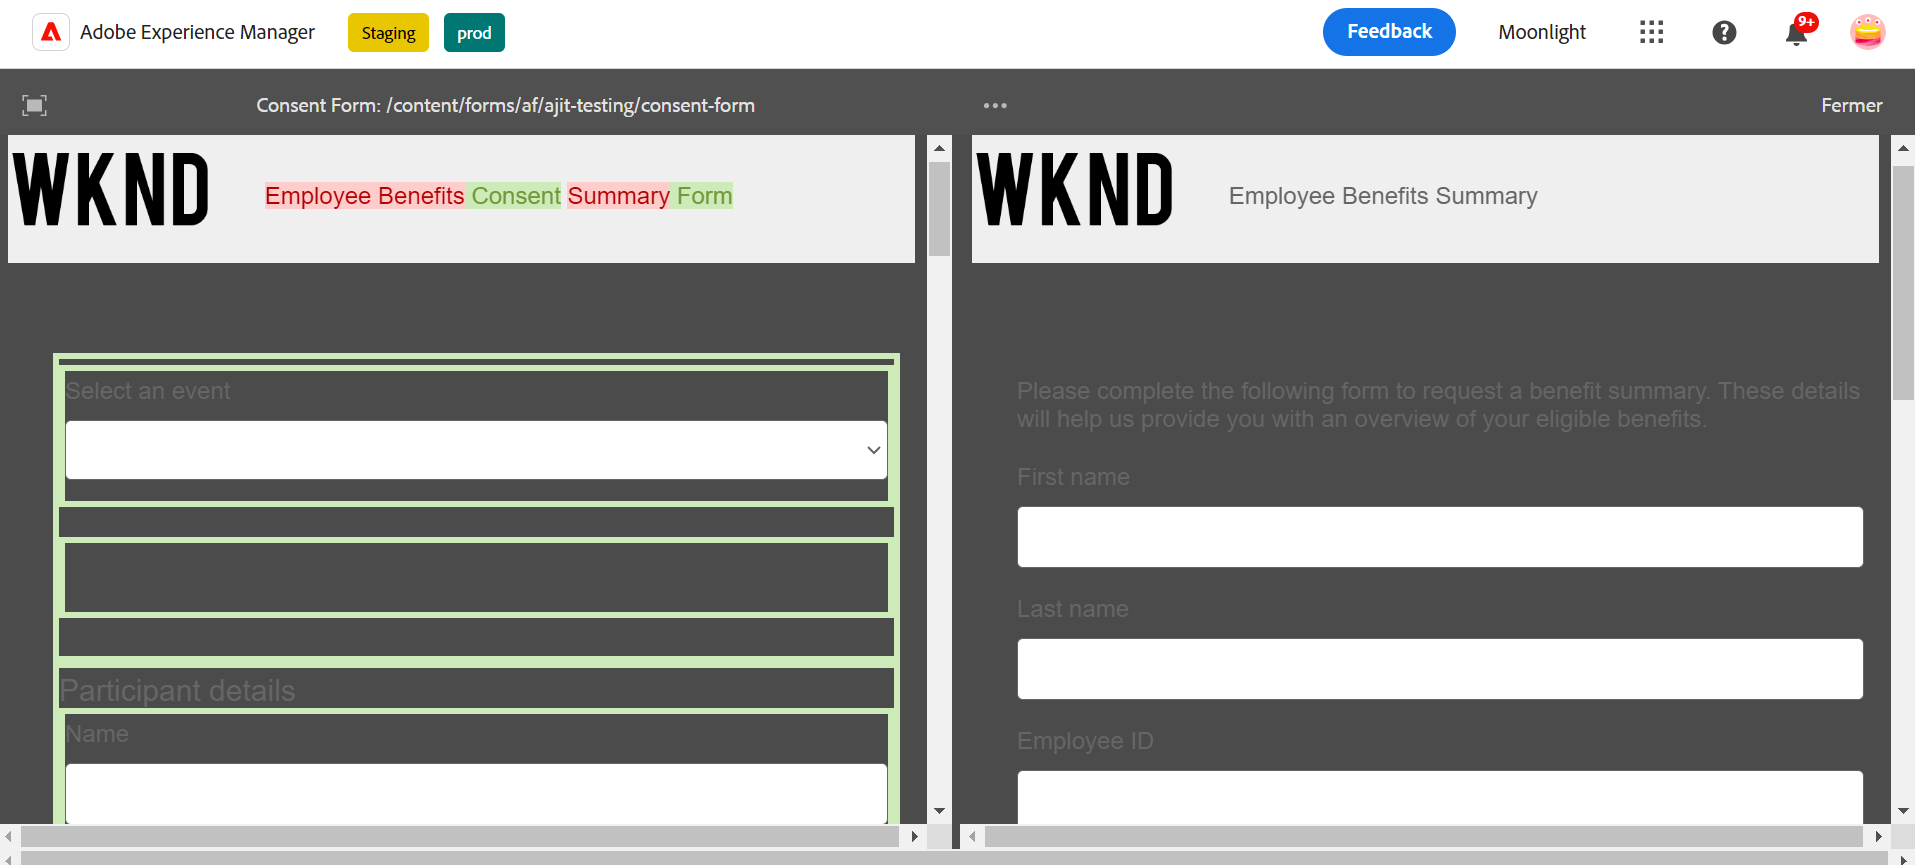 Adobe Experience Manager
Staging
prod
Feedback
Moonlight
?
9+
Consent Form: /content/forms/af/ajit-testing/consent-form
•••
Fermer
WKND
Employee Benefits Consent Summary Form
Select an event
Participant details
Name
WKND
Employee Benefits Summary
Please complete the following form to request a benefit summary. These details
will help us provide you with an overview of your eligible benefits.
First name
Last name
Employee ID